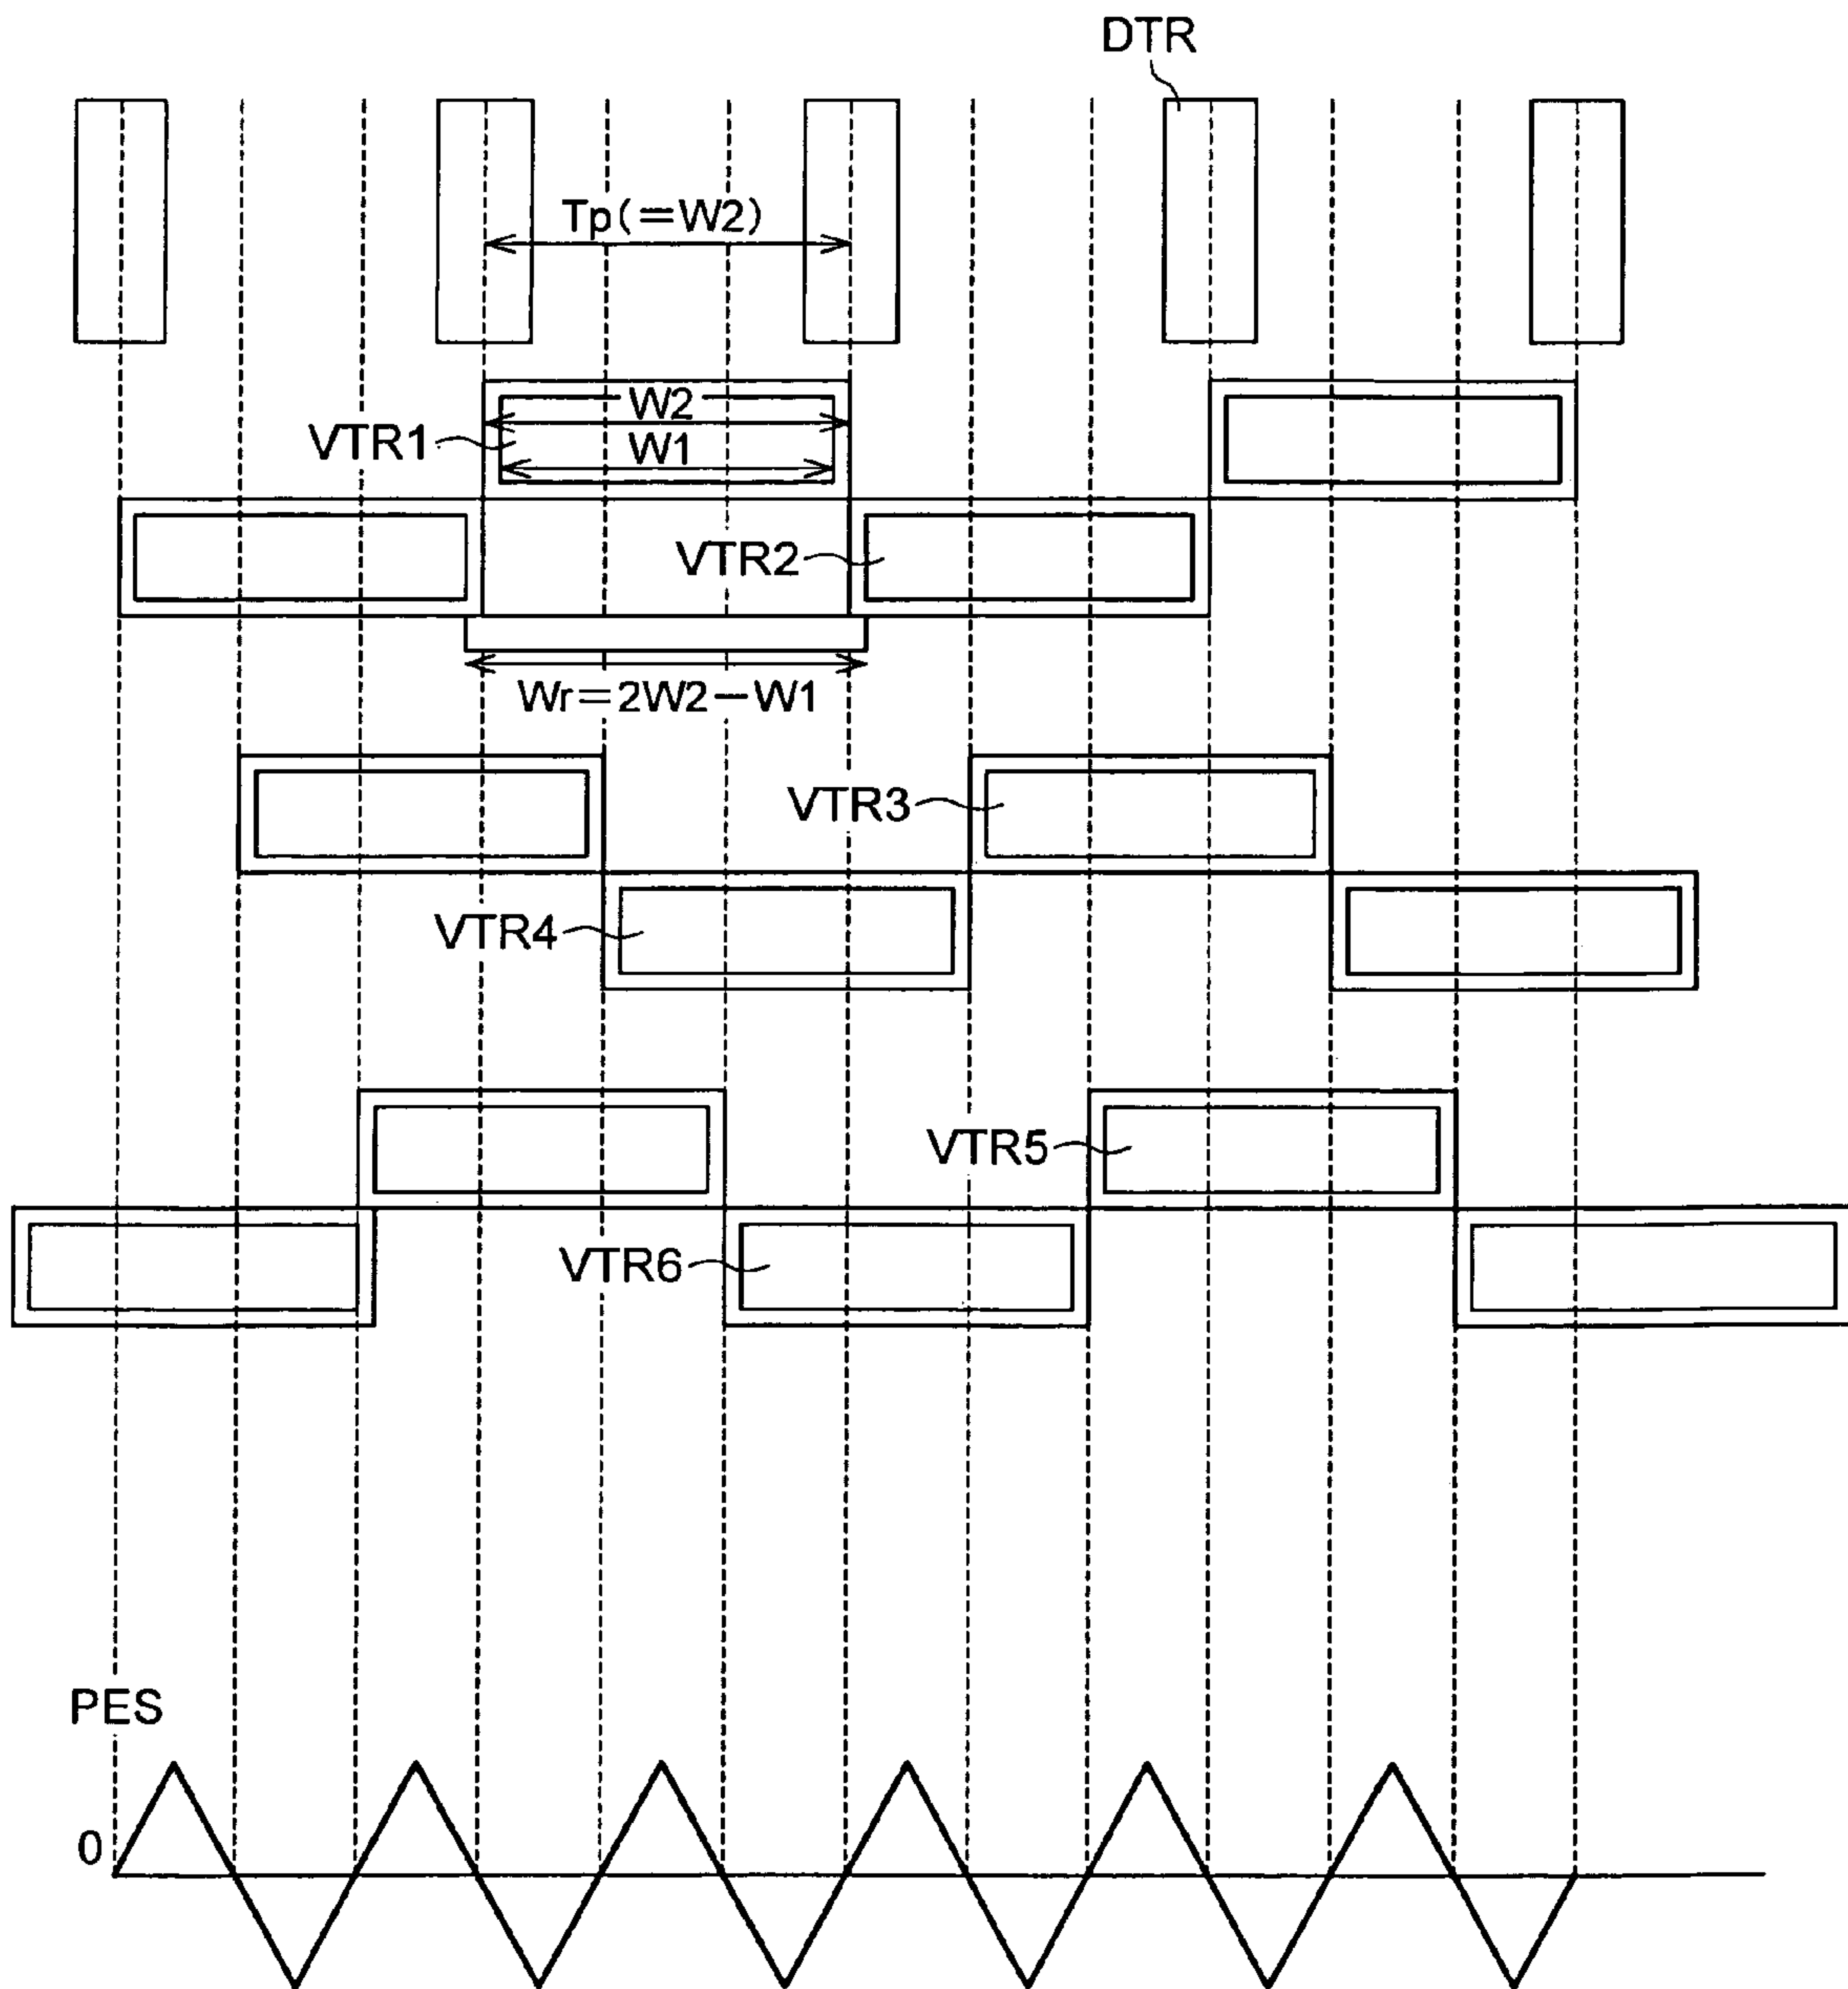 DTR
Tp(=W2)
W2
VTR1
W1
VTR2
Wr=2W2-W1
VTR3
VTR4
VTR5
VTR6
PES
0